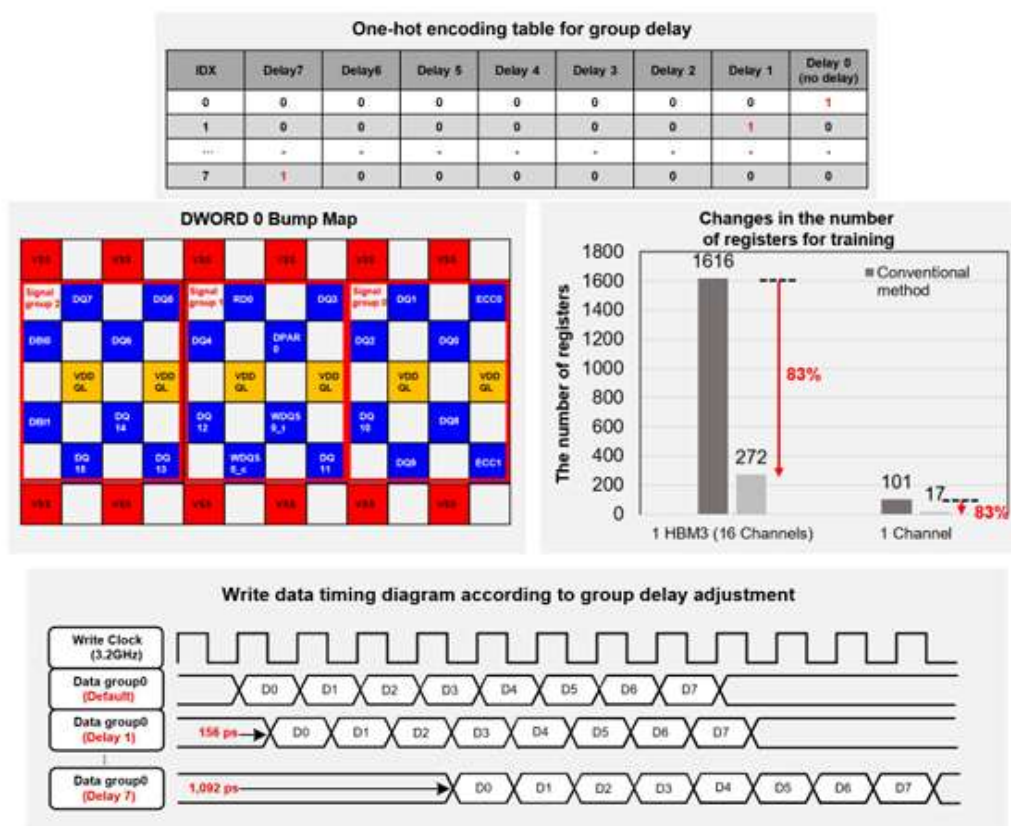 One-hot encoding table for group delay
IDX Delay7 Delay6 Delay 5 Delay 4 Delay 3 Delay 2 Delay 1 Delay 0 (no delay)
0 0 0 0 0 0 0 0 1
1 0 0 0 0 0 0 1 0
... - - - - - - - -
7 1 0 0 0 0 0 0 0
DWORD 0 Bump Map
VSS VSS VSS VSS VSS VSS
Signal group 2 DQ7 Signal group 1 RD0 DQ3 Signal group 0 DQ1 ECC0
DBI0 DQ6 DQ4 DPAR 0 DQ2 DQ0
VDD QL VDD QL VDD QL VDD QL VDD QL VDD QL
DBI1 DQ 14 DQ 12 DQ 10 DQ8
DQ 15 DQ 13 DQ 11 DQ9 ECC1
VSS VSS VSS VSS VSS VSS
Changes in the number
of registers for training
The number of registers
1800
1600
1400
1200
1000
800
600
400
200
0
1616
272
83%
101
17
83%
Conventional
method
1 HBM3 (16 Channels) 1 Channel
Write data timing diagram according to group delay adjustment
Write Clock
(3.2GHz)
Data group0
(Default)
D0 D1 D2 D3 D4 D5 D6 D7
Data group0
(Delay 1)
156 ps
D0 D1 D2 D3 D4 D5 D6 D7
Data group0
(Delay 7)
1,092 ps
D0 D1 D2 D3 D4 D5 D6 D7